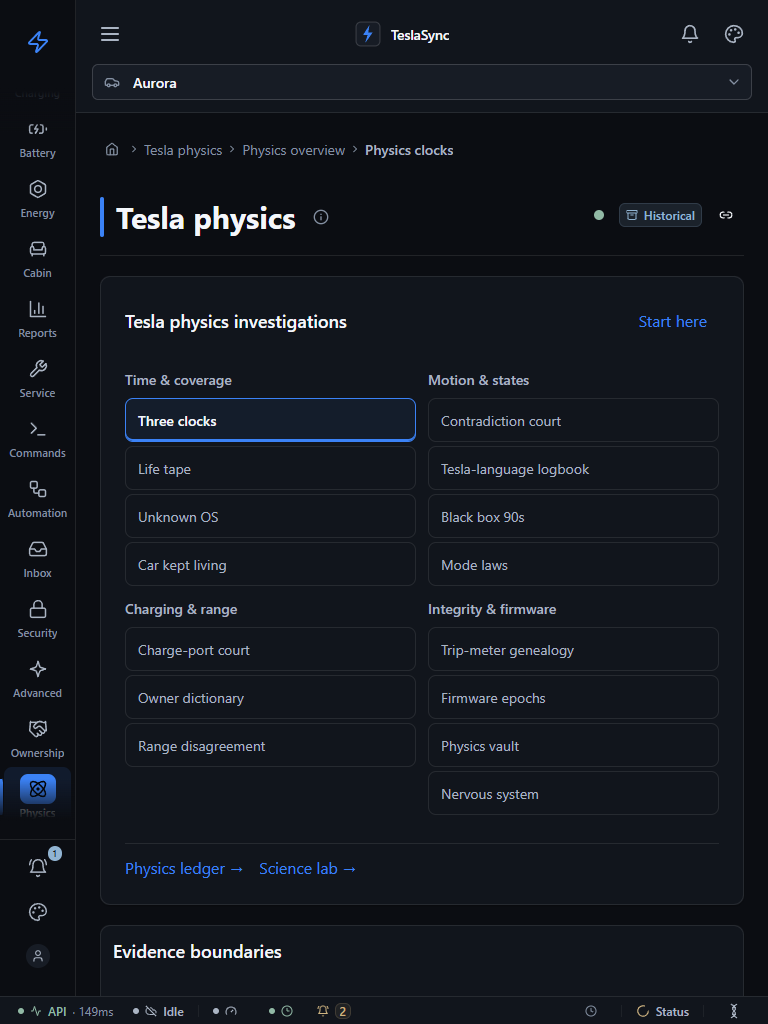 TeslaSync
Aurora
Charging
Battery
Energy
Cabin
Reports
Service
Commands
Automation
Inbox
Security
Advanced
Ownership
Physics
1
Tesla physics > Physics overview > Physics clocks
Tesla physics
Historical
Tesla physics investigations
Start here
Time & coverage
Three clocks
Life tape
Unknown OS
Car kept living
Motion & states
Contradiction court
Tesla-language logbook
Black box 90s
Mode laws
Charging & range
Charge-port court
Owner dictionary
Range disagreement
Integrity & firmware
Trip-meter genealogy
Firmware epochs
Physics vault
Nervous system
Physics ledger →
Science lab →
Evidence boundaries
API · 149ms
Idle
2
Status